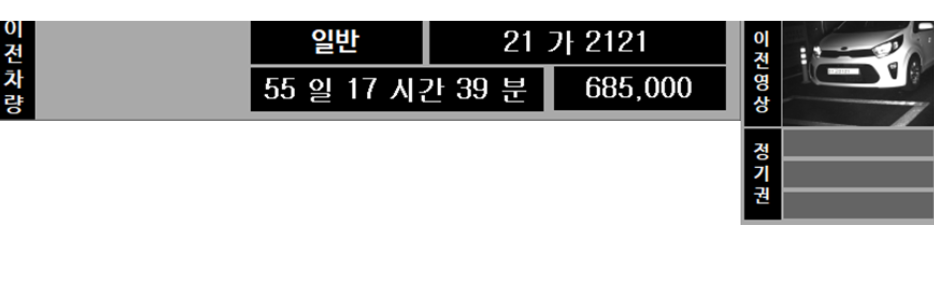 이전차량
일반
21 가 2121
55 일 17 시간 39 분
685,000
이전영상
정기권